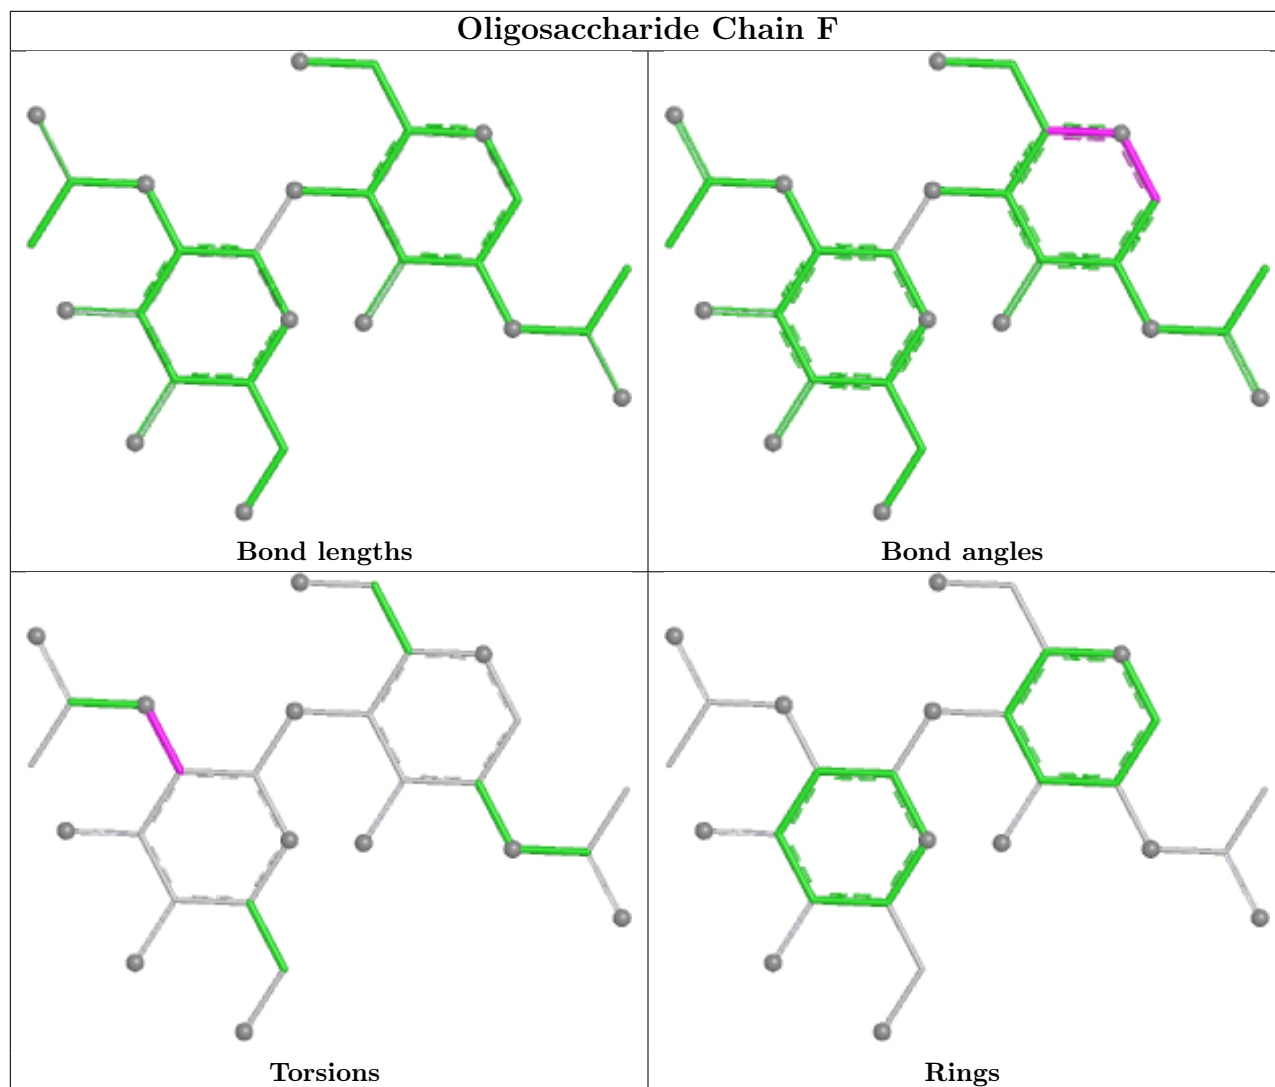 Oligosaccharide Chain F
Bond lengths
Bond angles
Torsions
Rings